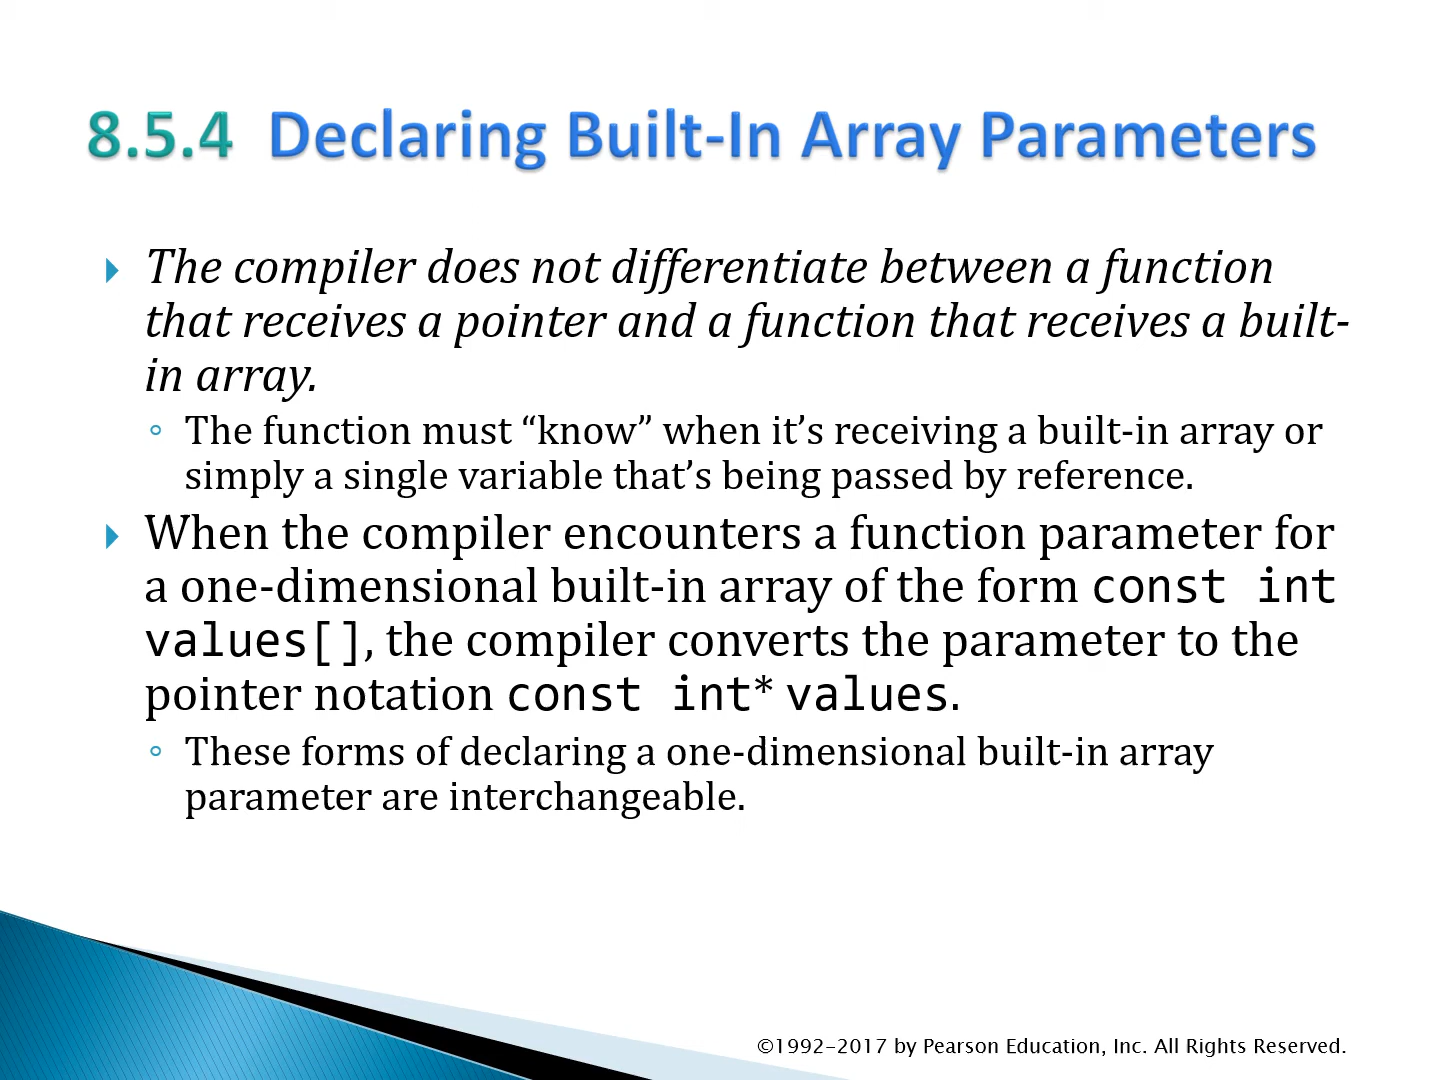 8.5.4 Declaring Built-In Array Parameters
The compiler does not differentiate between a function
that receives a pointer and a function that receives a built-
in array.
The function must “know” when it’s receiving a built-in array or
simply a single variable that’s being passed by reference.
When the compiler encounters a function parameter for
a one-dimensional built-in array of the form const int
values[], the compiler converts the parameter to the
pointer notation const int* values.
These forms of declaring a one-dimensional built-in array
parameter are interchangeable.
©1992-2017 by Pearson Education, Inc. All Rights Reserved.